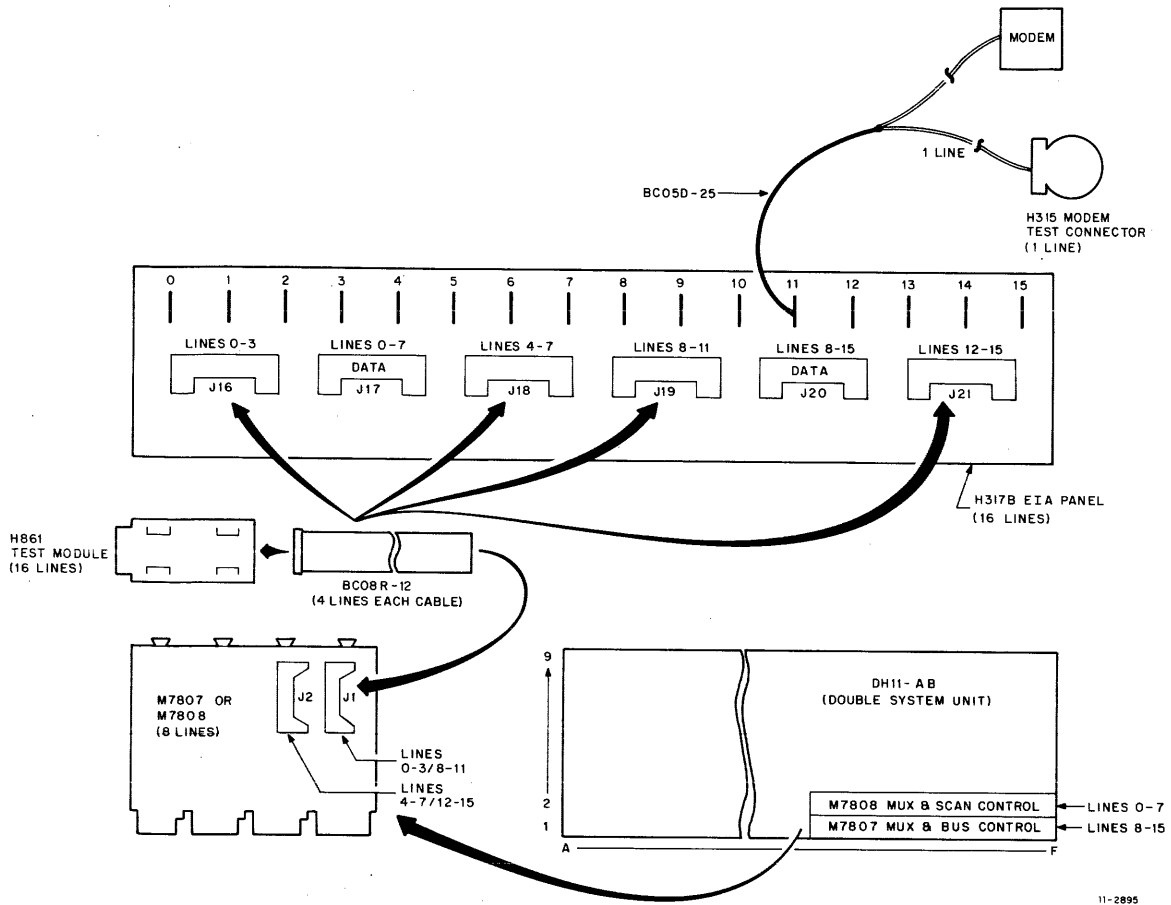 MODEM
1 LINE
BC05D-25
H315 MODEM
TEST CONNECTOR
(1 LINE)
0 1 2 3 4 5 6 7 8 9 10 11 12 13 14 15
LINES 0-3
LINES 0-7
LINES 4-7
LINES 8-11
LINES 8-15
LINES 12-15
DATA
DATA
J16
J17
J18
J19
J20
J21
H317B EIA PANEL
(16 LINES)
H861
TEST MODULE
(16 LINES)
BC08R-12
(4 LINES EACH CABLE)
M7807 OR
M7808
(8 LINES)
J2
J1
LINES
0-3/8-11
LINES
4-7/12-15
9
2
1
A
F
DH11-AB
(DOUBLE SYSTEM UNIT)
M7808 MUX & SCAN CONTROL
LINES 0-7
M7807 MUX & BUS CONTROL
LINES 8-15
11-2895